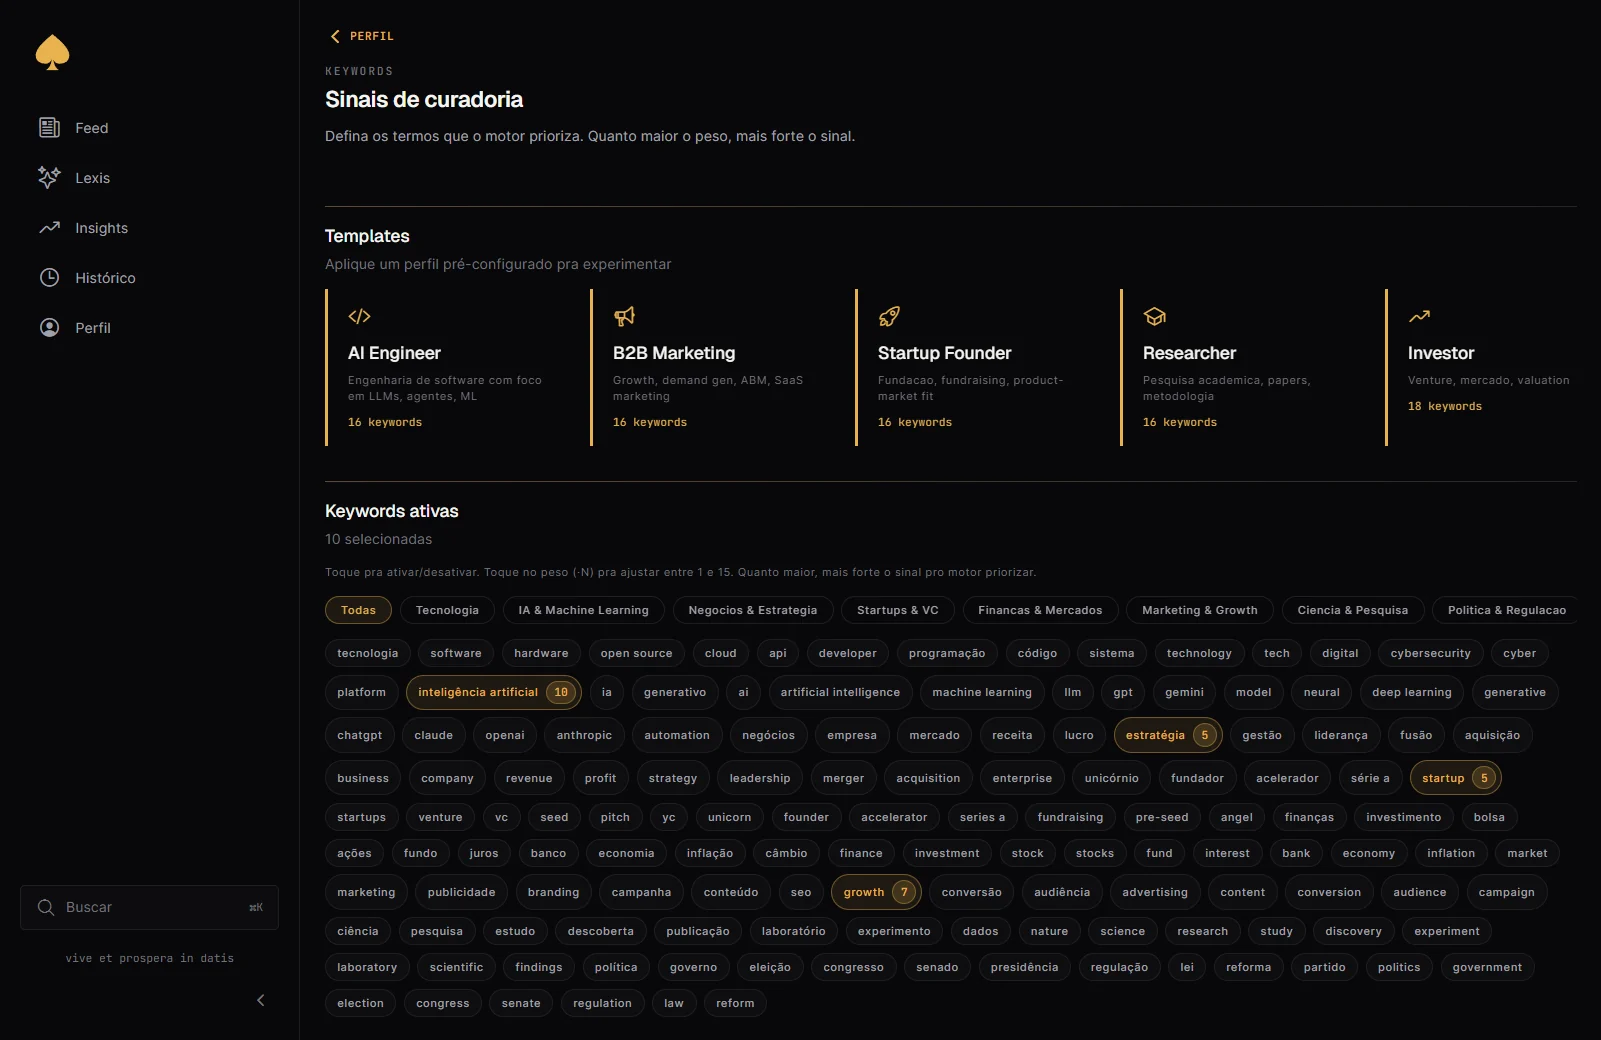 Feed
Lexis
Insights
Histórico
Perfil
Buscar ⌘K
vive et prospera in datis
PERFIL
KEYWORDS
Sinais de curadoria
Defina os termos que o motor prioriza. Quanto maior o peso, mais forte o sinal.
Templates
Aplique um perfil pré-configurado pra experimentar
AI Engineer
Engenharia de software com foco
em LLMs, agentes, ML
16 keywords
B2B Marketing
Growth, demand gen, ABM, SaaS
marketing
16 keywords
Startup Founder
Fundacao, fundraising, product-
market fit
16 keywords
Researcher
Pesquisa academica, papers,
metodologia
16 keywords
Investor
Venture, mercado, valuation
18 keywords
Keywords ativas
10 selecionadas
Toque pra ativar/desativar. Toque no peso (·N) pra ajustar entre 1 e 15. Quanto maior, mais forte o sinal pro motor priorizar.
Todas Tecnologia IA & Machine Learning Negocios & Estrategia Startups & VC Financas & Mercados Marketing & Growth Ciencia & Pesquisa Politica & Regulacao
tecnologia software hardware open source cloud api developer programação código sistema technology tech digital cybersecurity cyber
platform inteligência artificial 10 ia generativo ai artificial intelligence machine learning llm gpt gemini model neural deep learning generative
chatgpt claude openai anthropic automation negócios empresa mercado receita lucro estratégia 5 gestão liderança fusão aquisição
business company revenue profit strategy leadership merger acquisition enterprise unicórnio fundador acelerador série a startup 5
startups venture vc seed pitch yc unicorn founder accelerator series a fundraising pre-seed angel finanças investimento bolsa
ações fundo juros banco economia inflação câmbio finance investment stock stocks fund interest bank economy inflation market
marketing publicidade branding campanha conteúdo seo growth 7 conversão audiência advertising content conversion audience campaign
ciência pesquisa estudo descoberta publicação laboratório experimento dados nature science research study discovery experiment
laboratory scientific findings política governo eleição congresso senado presidência regulação lei reforma partido politics government
election congress senate regulation law reform